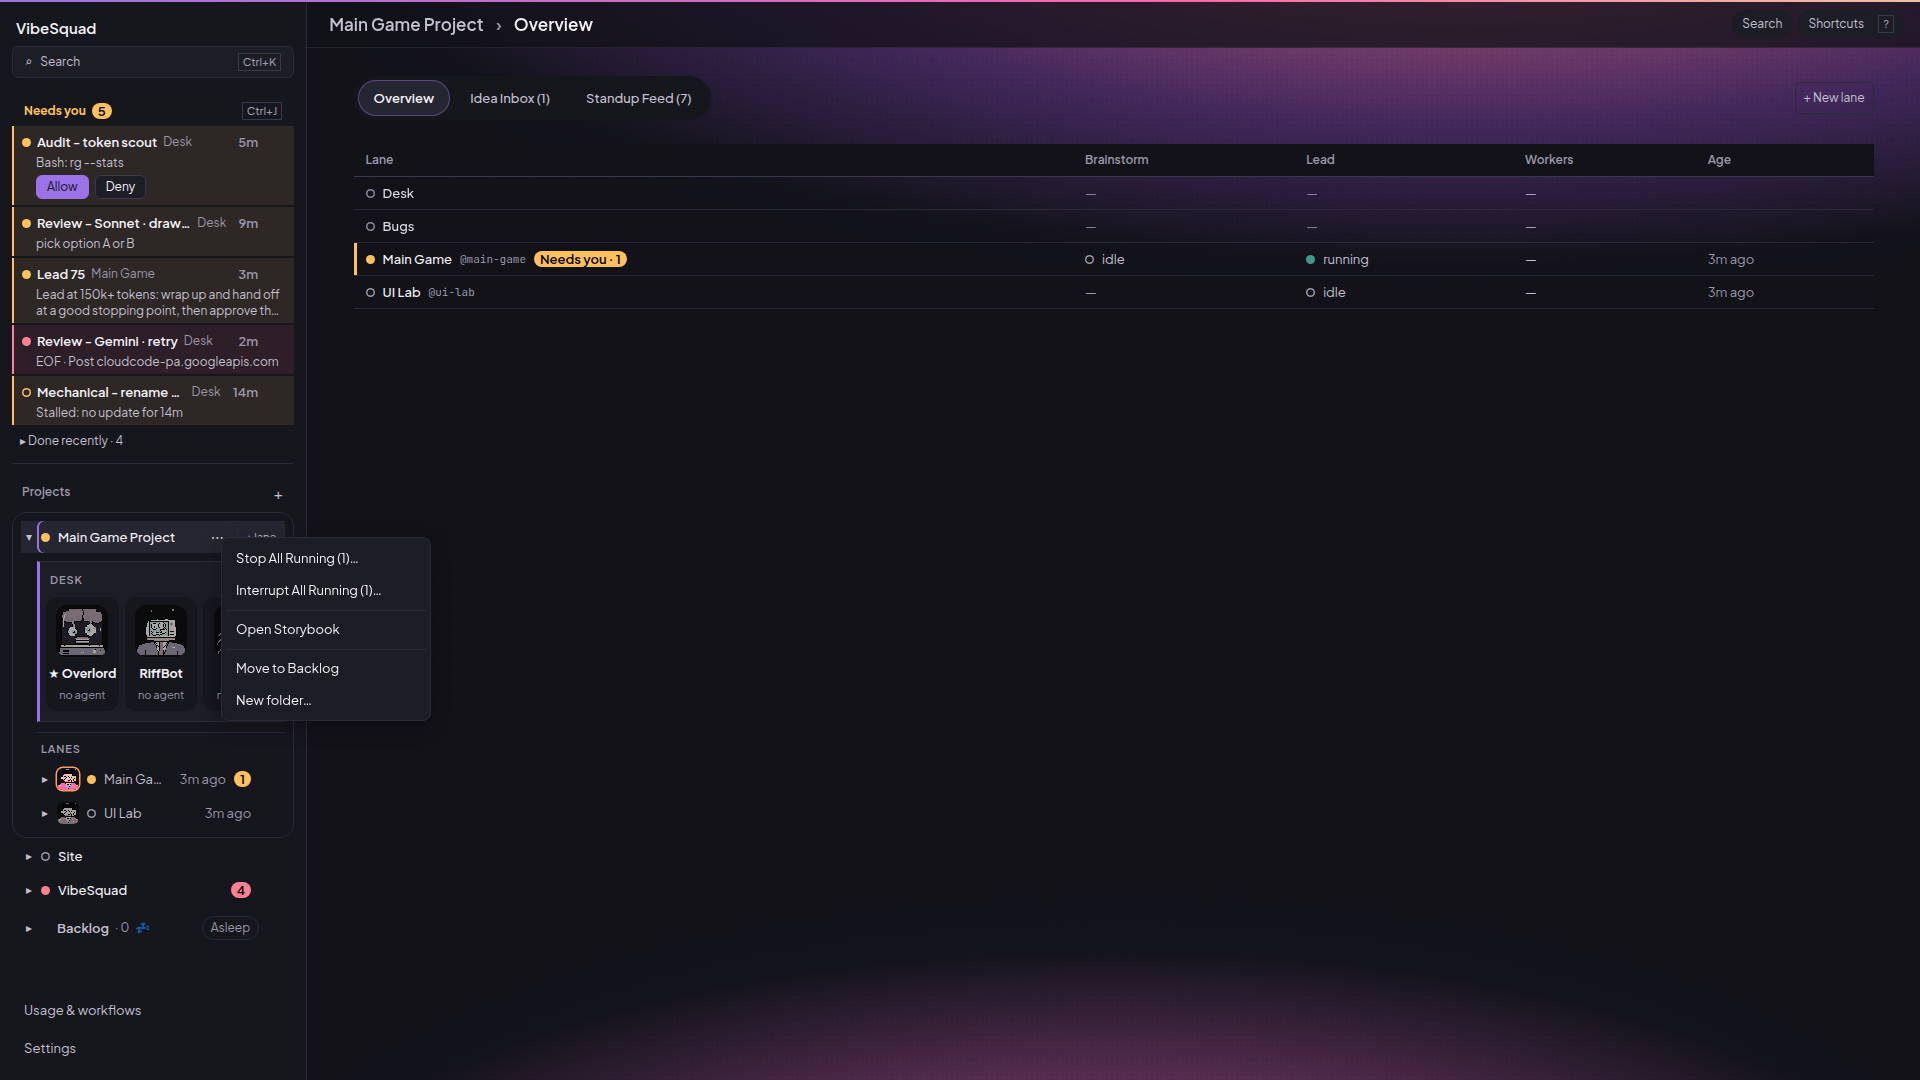 VibeSquad
Search Ctrl+K
Needs you 5 Ctrl+J
Audit – token scout Desk 5m
Bash: rg --stats
Allow Deny
Review – Sonnet · draw… Desk 9m
pick option A or B
Lead 75 Main Game 3m
Lead at 150k+ tokens: wrap up and hand off
at a good stopping point, then approve th…
Review – Gemini · retry Desk 2m
EOF · Post cloudcode-pa.googleapis.com
Mechanical – rename … Desk 14m
Stalled: no update for 14m
▸ Done recently · 4
Projects +
▾ Main Game Project …
DESK
★ Overlord
no agent
RiffBot
no agent
Stop All Running (1)…
Interrupt All Running (1)…
Open Storybook
Move to Backlog
New folder…
LANES
▸ Main Ga… 3m ago 1
▸ UI Lab 3m ago
▸ Site
▸ VibeSquad 4
▸ Backlog · 0 💤 Asleep
Usage & workflows
Settings
Main Game Project › Overview
Search Shortcuts ?
Overview Idea Inbox (1) Standup Feed (7)
+ New lane
Lane Brainstorm Lead Workers Age
Desk — — —
Bugs — — —
Main Game @main-game Needs you · 1 idle running — 3m ago
UI Lab @ui-lab — idle — 3m ago